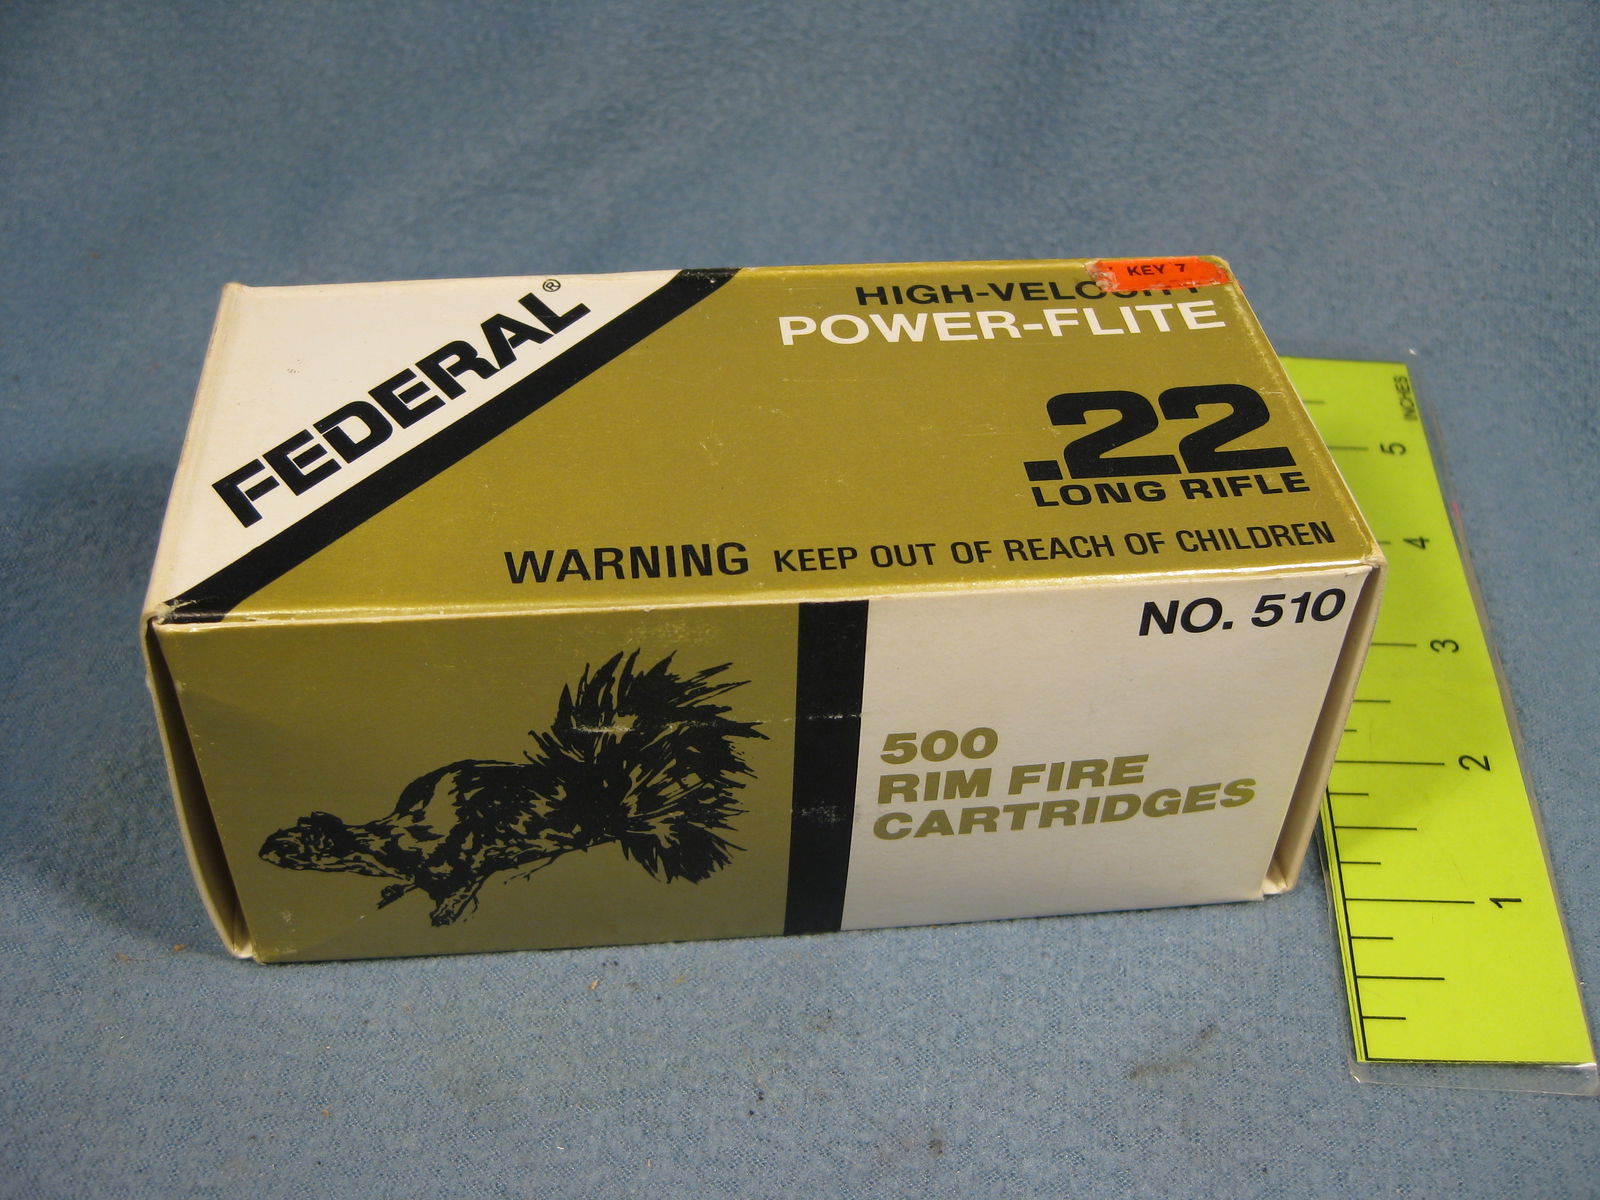 FEDERAL®
KEY 7
HIGH-VELOCITY
POWER-FLITE
.22
LONG RIFLE
WARNING KEEP OUT OF REACH OF CHILDREN
NO. 510
500
RIM FIRE
CARTRIDGES
INCHES
5
4
3
2
1